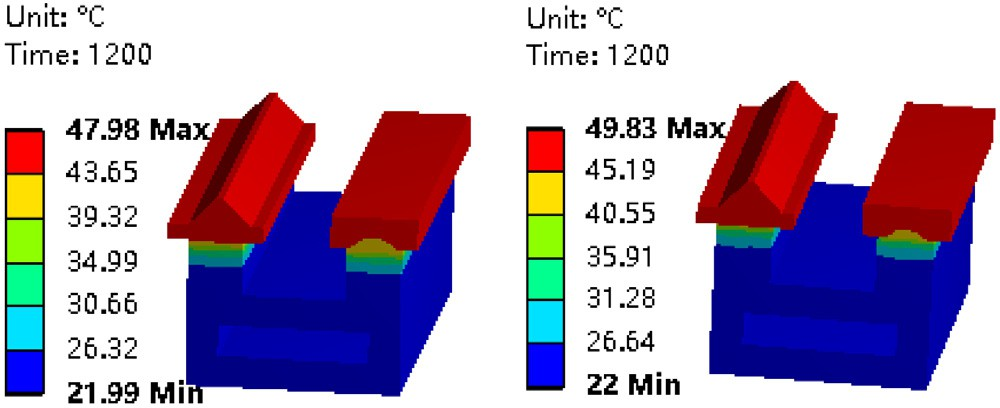 Unit: °C
Time: 1200
47.98 Max
43.65
39.32
34.99
30.66
26.32
21.99 Min
Unit: °C
Time: 1200
49.83 Max
45.19
40.55
35.91
31.28
26.64
22 Min